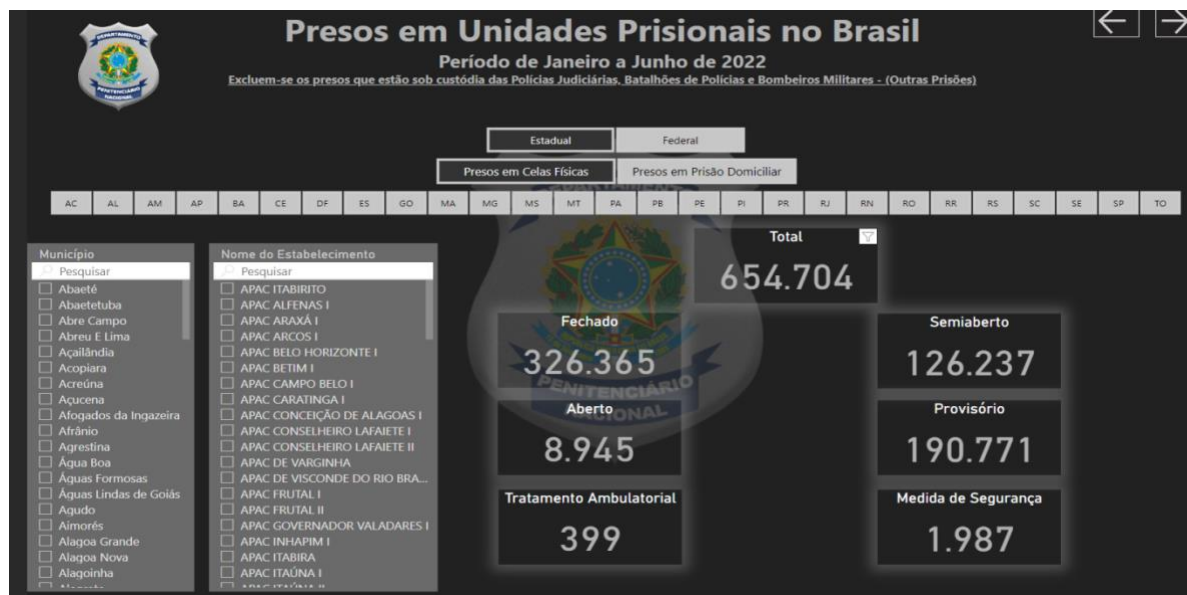 Presos em Unidades Prisionais no Brasil
Período de Janeiro a Junho de 2022
Excluem-se os presos que estão sob custódia das Polícias Judiciárias, Batalhões de Polícias e Bombeiros Militares - (Outras Prisões)
DEPARTAMENTO
PENITENCIÁRIO
NACIONAL
Estadual Federal
Presos em Celas Físicas Presos em Prisão Domiciliar
AC AL AM AP BA CE DF ES GO MA MG MS MT PA PB PE PI PR RJ RN RO RR RS SC SE SP TO
Município
Pesquisar
Abaeté
Abaetetuba
Abre Campo
Abreu E Lima
Açailândia
Acopiara
Acreúna
Açucena
Afogados da Ingazeira
Afrânio
Agrestina
Água Boa
Águas Formosas
Águas Lindas de Goiás
Agudo
Aimorés
Alagoa Grande
Alagoa Nova
Alagoinha
Nome do Estabelecimento
Pesquisar
APAC ITABIRITO
APAC ALFENAS I
APAC ARAXÁ I
APAC ARCOS I
APAC BELO HORIZONTE I
APAC BETIM I
APAC CAMPO BELO I
APAC CARATINGA I
APAC CONCEIÇÃO DE ALAGOAS I
APAC CONSELHEIRO LAFAIETE I
APAC CONSELHEIRO LAFAIETE II
APAC DE VARGINHA
APAC DE VISCONDE DO RIO BRA...
APAC FRUTAL I
APAC FRUTAL II
APAC GOVERNADOR VALADARES I
APAC INHAPIM I
APAC ITABIRA
APAC ITAÚNA I
Total
654.704
Fechado
326.365
Semiaberto
126.237
Aberto
8.945
Provisório
190.771
Tratamento Ambulatorial
399
Medida de Segurança
1.987
PENITENCIÁRIO
NACIONAL